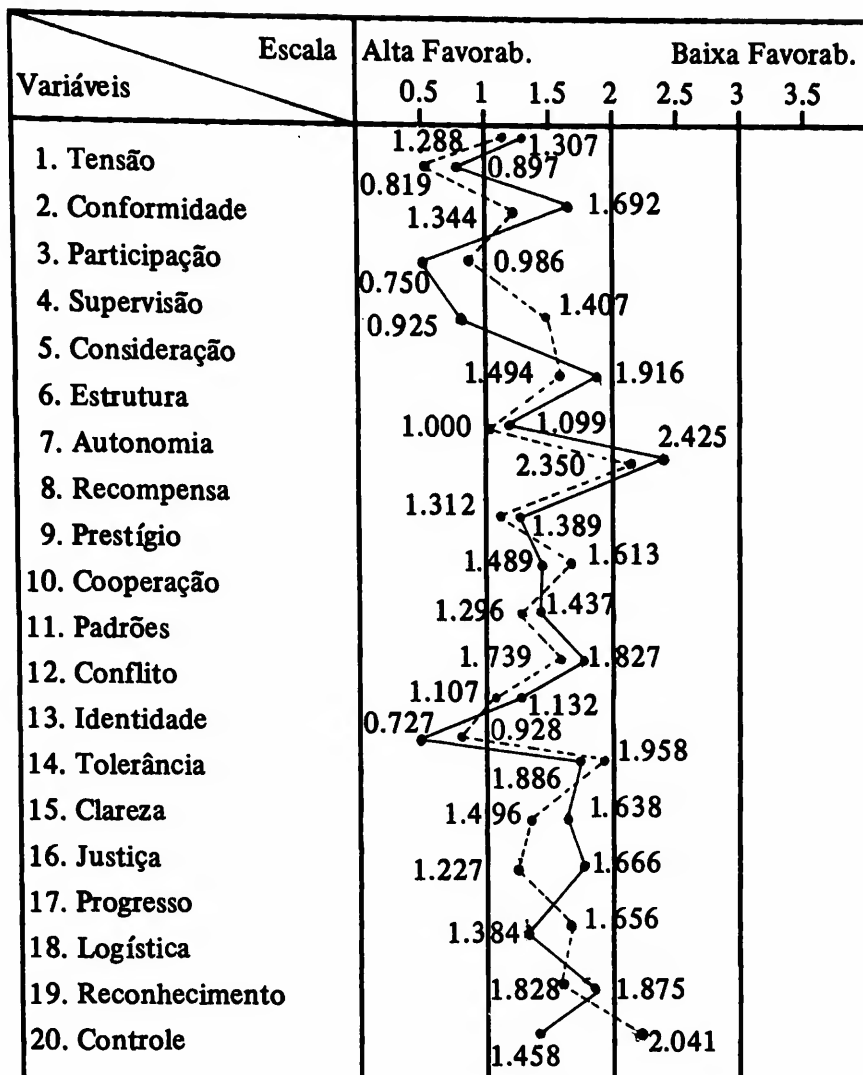 Escala Alta Favorab. Baixa Favorab.
Variáveis 0.5 1 1.5 2 2.5 3 3.5
1.288 1.307
1. Tensão 0.897
0.819
2. Conformidade 1.344 1.692
3. Participação 0.986
0.750
4. Supervisão 1.407
0.925
5. Consideração
1.494 1.916
6. Estrutura
1.000 1.099
7. Autonomia 2.425
2.350
8. Recompensa
1.312 1.389
9. Prestígio
1.489 1.613
10. Cooperação
1.296 1.437
11. Padrões
1.739 1.827
12. Conflito
1.107 1.132
13. Identidade
0.727 0.928
14. Tolerância 1.958
1.886
15. Clareza 1.496 1.638
16. Justiça 1.227 1.666
17. Progresso
1.384 1.656
18. Logística
19. Reconhecimento 1.828 1.875
20. Controle 2.041
1.458